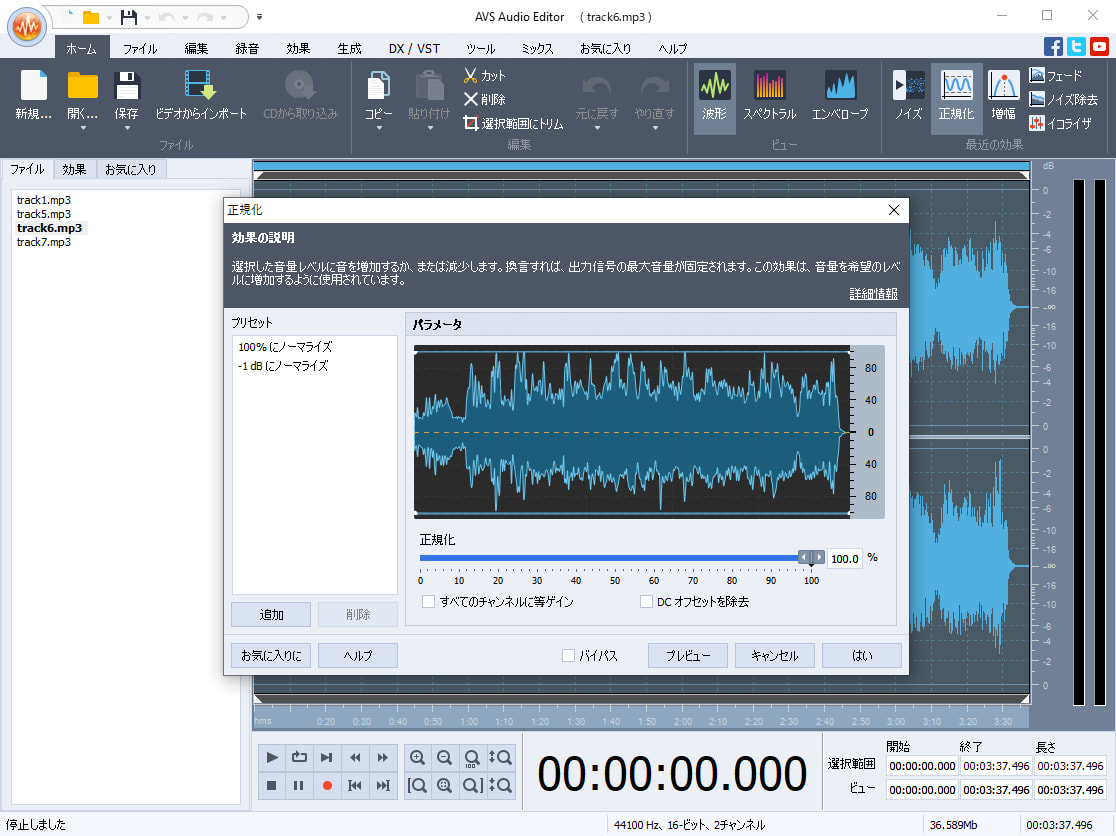 AVS Audio Editor ( track6.mp3 )
ホーム ファイル 編集 録音 効果 生成 DX / VST ツール ミックス お気に入り ヘルプ
新規... 開く... 保存 ビデオからインポート CDから取り込み
ファイル
コピー 貼り付け
カット
削除
選択範囲にトリム
元に戻す やり直す
編集
波形 スペクトラル エンベロープ
ビュー
ノイズ 正規化 増幅
フェード
ノイズ除去
イコライザ
最近の効果
ファイル 効果 お気に入り
track1.mp3
track5.mp3
track6.mp3
track7.mp3
正規化
効果の説明
選択した音量レベルに音を増加するか、または減少します。換言すれば、出力信号の最大音量が固定されます。この効果は、音量を希望のレベ
ルに増加するように使用されています。
詳細情報
プリセット
100% にノーマライズ
-1 dB にノーマライズ
追加 削除
パラメータ
80
40
0
40
80
正規化
100.0 %
0 10 20 30 40 50 60 70 80 90 100
すべてのチャンネルに等ゲイン DC オフセットを除去
お気に入りに ヘルプ バイパス プレビュー キャンセル はい
dB
0
-2
-4
-6
-10
-16
-∞
-16
-10
-6
-4
-2
0
0
-2
-4
-6
-10
-16
-∞
-16
-10
-6
-4
-2
0
hms 0:20 0:30 0:40 0:50 1:00 1:10 1:20 1:30 1:40 1:50 2:00 2:10 2:20 2:30 2:40 2:50 3:00 3:10 3:20 3:30
100
00:00:00.000
開始 終了 長さ
選択範囲 00:00:00.000 00:03:37.496 00:03:37.496
ビュー 00:00:00.000 00:03:37.496 00:03:37.496
停止しました 44100 Hz、16-ビット、2チャンネル 36.589Mb 00:03:37.496